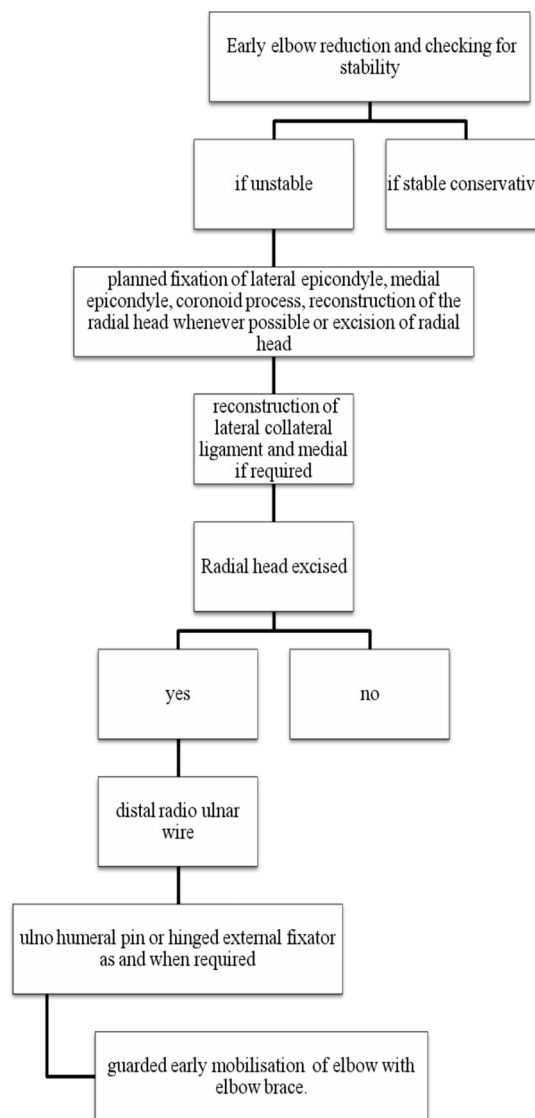 Early elbow reduction and checking for
stability
if unstable
if stable conservativ
planned fixation of lateral epicondyle, medial
epicondyle, coronoid process, reconstruction of the
radial head whenever possible or excision of radial
head
reconstruction of
lateral collateral
ligament and medial
if required
Radial head excised
yes
no
distal radio ulnar
wire
ulno humeral pin or hinged external fixator
as and when required
guarded early mobilisation of elbow with
elbow brace.